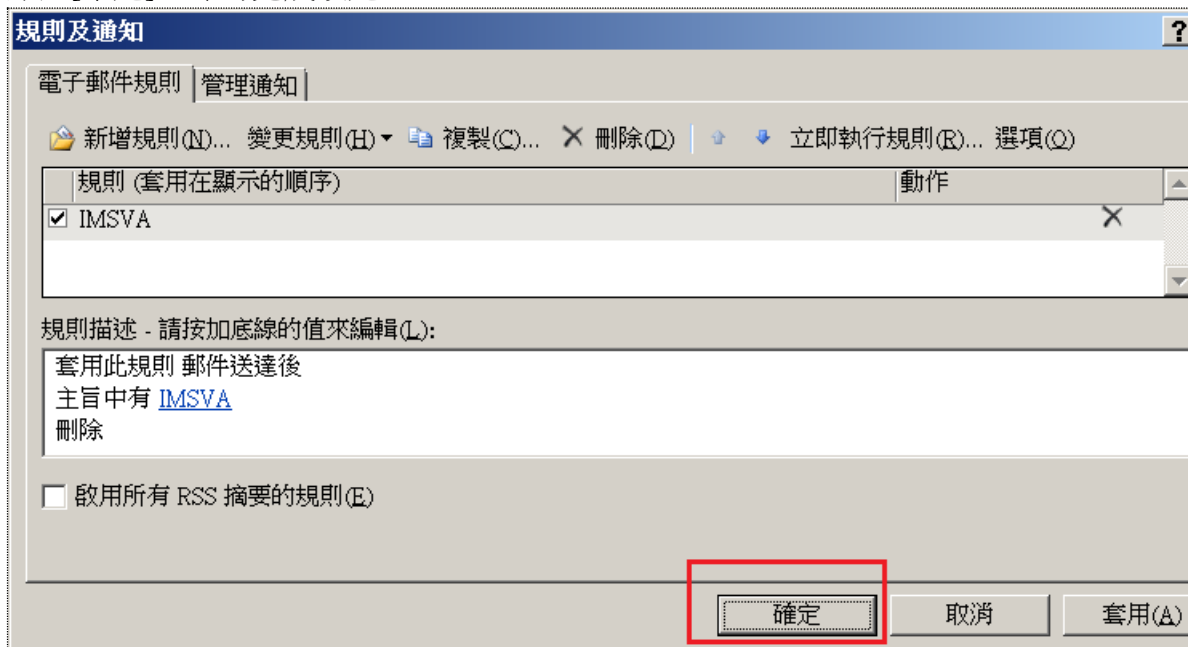 規則及通知
?
電子郵件規則 管理通知
新增規則(N)... 變更規則(H) 複製(C)... 刪除(D) 立即執行規則(R)... 選項(O)
規則 (套用在顯示的順序) 動作
IMSVA
規則描述 - 請按加底線的值來編輯(L):
套用此規則 郵件送達後
主旨中有 IMSVA
刪除
啟用所有 RSS 摘要的規則(E)
確定 取消 套用(A)